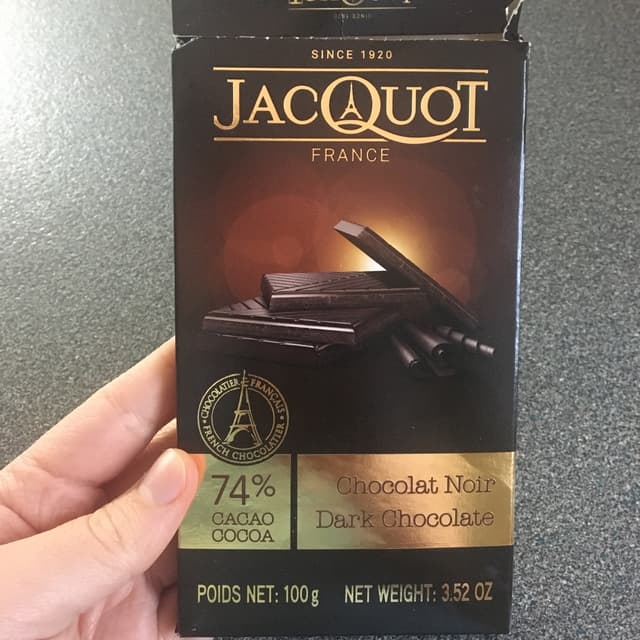 SINCE 1920
JACQUOT
FRANCE
CHOCOLATIER FRANÇAIS
FRENCH CHOCOLATIER
74%
CACAO
COCOA
Chocolat Noir
Dark Chocolate
POIDS NET: 100 g NET WEIGHT: 3.52 OZ